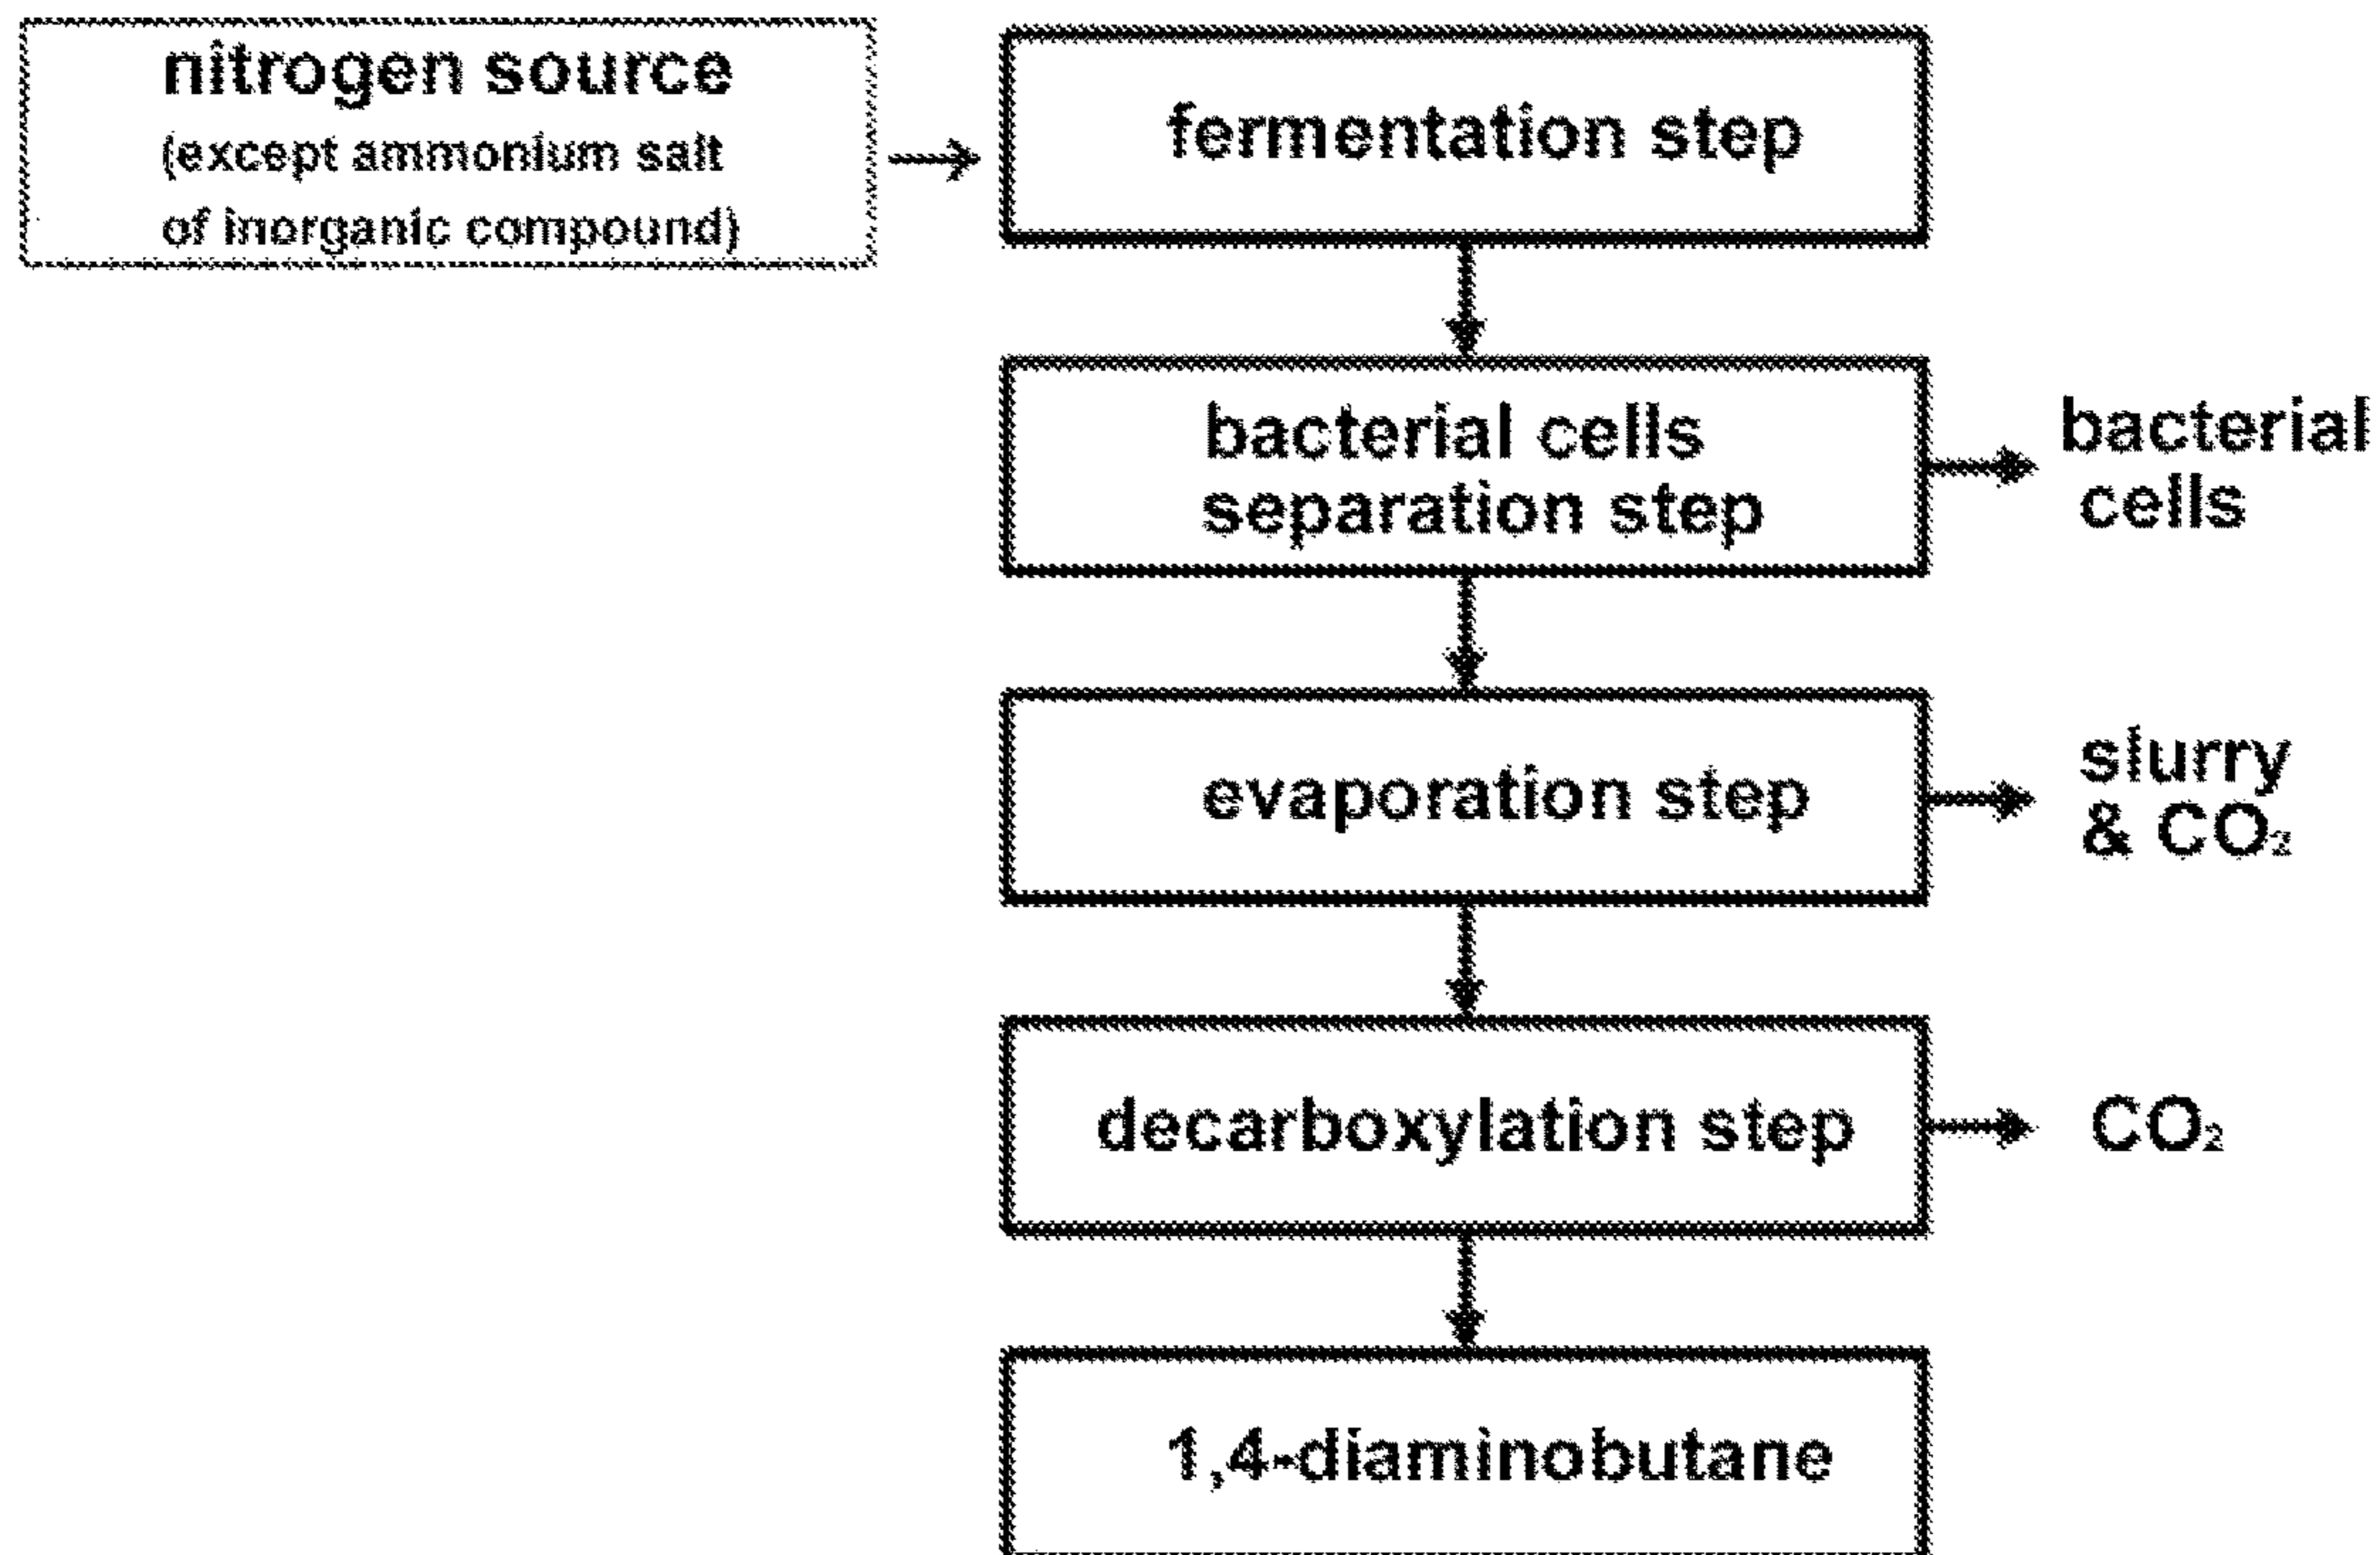 nitrogen source
(except ammonium salt
of inorganic compound)
fermentation step
bacterial cells
separation step
bacterial
cells
evaporation step
slurry
& CO₂
decarboxylation step
CO₂
1,4-diaminobutane